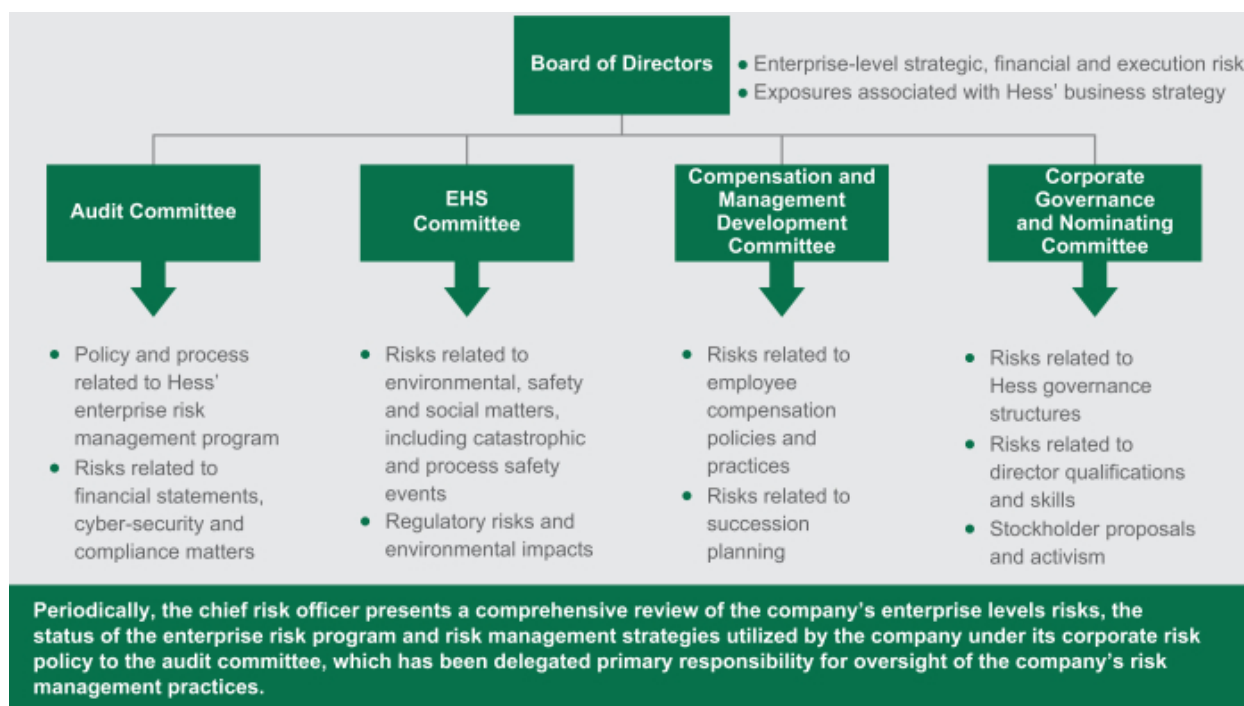 Board of Directors
● Enterprise-level strategic, financial and execution risk
● Exposures associated with Hess' business strategy
Audit Committee
EHS
Committee
Compensation and
Management
Development
Committee
Corporate
Governance
and Nominating
Committee
● Policy and process
related to Hess'
enterprise risk
management program
● Risks related to
financial statements,
cyber-security and
compliance matters
● Risks related to
environmental, safety
and social matters,
including catastrophic
and process safety
events
● Regulatory risks and
environmental impacts
● Risks related to
employee
compensation
policies and
practices
● Risks related to
succession
planning
● Risks related to
Hess governance
structures
● Risks related to
director qualifications
and skills
● Stockholder proposals
and activism
Periodically, the chief risk officer presents a comprehensive review of the company's enterprise levels risks, the
status of the enterprise risk program and risk management strategies utilized by the company under its corporate risk
policy to the audit committee, which has been delegated primary responsibility for oversight of the company's risk
management practices.